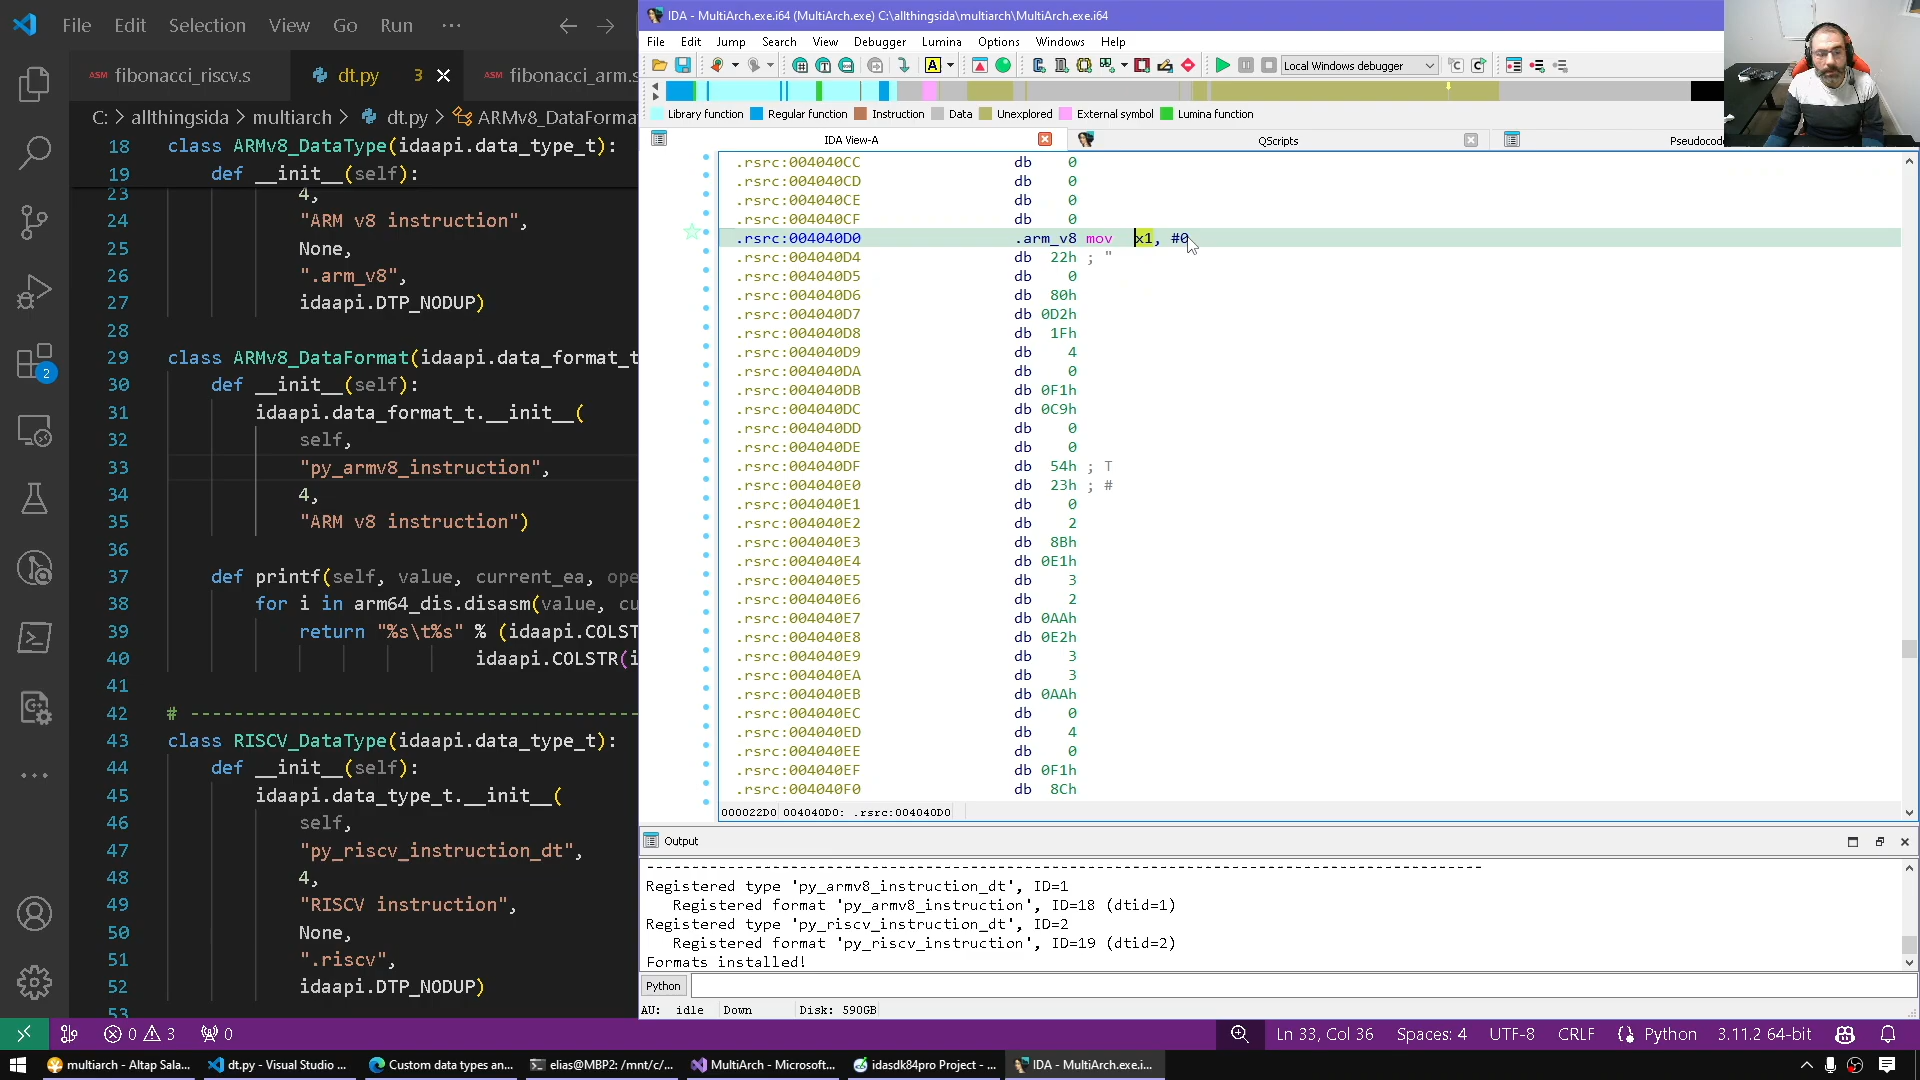 File Edit Selection View Go Run ···
ASM fibonacci_riscv.s dt.py 3 ASM fibonacci_arm.s
C: > allthingsida > multiarch > dt.py > ARMv8_DataForma
18 class ARMv8_DataType(idaapi.data_type_t):
19 def __init__(self):
23 4,
24 "ARM v8 instruction",
25 None,
26 ".arm_v8",
27 idaapi.DTP_NODUP)
28
29 class ARMv8_DataFormat(idaapi.data_format_t
30 def __init__(self):
31 idaapi.data_format_t.__init__(
32 self,
33 "py_armv8_instruction",
34 4,
35 "ARM v8 instruction")
36
37 def printf(self, value, current_ea, ope
38 for i in arm64_dis.disasm(value, cu
39 return "%s\t%s" % (idaapi.COLST
40 idaapi.COLSTR(i
41
42 # ----------------------------------------
43 class RISCV_DataType(idaapi.data_type_t):
44 def __init__(self):
45 idaapi.data_type_t.__init__(
46 self,
47 "py_riscv_instruction_dt",
48 4,
49 "RISCV instruction",
50 None,
51 ".riscv",
52 idaapi.DTP_NODUP)
53
2
IDA - MultiArch.exe.i64 (MultiArch.exe) C:\allthingsida\multiarch\MultiArch.exe.i64
File Edit Jump Search View Debugger Lumina Options Windows Help
Local Windows debugger
Library function Regular function Instruction Data Unexplored External symbol Lumina function
IDA View-A QScripts Pseudocod
.rsrc:004040CC db 0
.rsrc:004040CD db 0
.rsrc:004040CE db 0
.rsrc:004040CF db 0
.rsrc:004040D0 .arm_v8 mov x1, #0
.rsrc:004040D4 db 22h ; "
.rsrc:004040D5 db 0
.rsrc:004040D6 db 80h
.rsrc:004040D7 db 0D2h
.rsrc:004040D8 db 1Fh
.rsrc:004040D9 db 4
.rsrc:004040DA db 0
.rsrc:004040DB db 0F1h
.rsrc:004040DC db 0C9h
.rsrc:004040DD db 0
.rsrc:004040DE db 0
.rsrc:004040DF db 54h ; T
.rsrc:004040E0 db 23h ; #
.rsrc:004040E1 db 0
.rsrc:004040E2 db 2
.rsrc:004040E3 db 8Bh
.rsrc:004040E4 db 0E1h
.rsrc:004040E5 db 3
.rsrc:004040E6 db 2
.rsrc:004040E7 db 0AAh
.rsrc:004040E8 db 0E2h
.rsrc:004040E9 db 3
.rsrc:004040EA db 3
.rsrc:004040EB db 0AAh
.rsrc:004040EC db 0
.rsrc:004040ED db 4
.rsrc:004040EE db 0
.rsrc:004040EF db 0F1h
.rsrc:004040F0 db 8Ch
000022D0 004040D0: .rsrc:004040D0
Output
Registered type 'py_armv8_instruction_dt', ID=1
Registered format 'py_armv8_instruction', ID=18 (dtid=1)
Registered type 'py_riscv_instruction_dt', ID=2
Registered format 'py_riscv_instruction', ID=19 (dtid=2)
Formats installed!
Python
AU: idle Down Disk: 590GB
0 3 0 Ln 33, Col 36 Spaces: 4 UTF-8 CRLF Python 3.11.2 64-bit
multiarch - Altap Sala... dt.py - Visual Studio ... Custom data types an... elias@MBP2: /mnt/c/... MultiArch - Microsoft... idasdk84pro Project - ... IDA - MultiArch.exe.i...